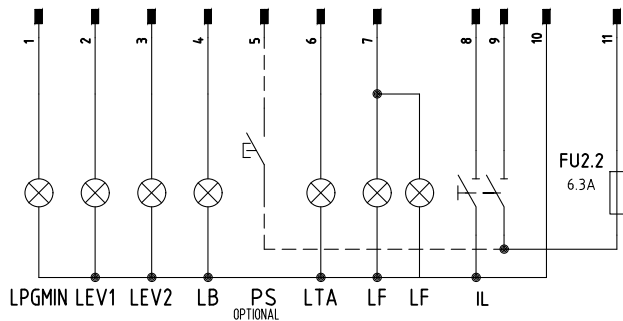 1 2 3 4 5 6 7 8 9 10 11
FU2.2
6.3A
LPGMIN LEV1 LEV2 LB PS LTA LF LF IL
OPTIONAL